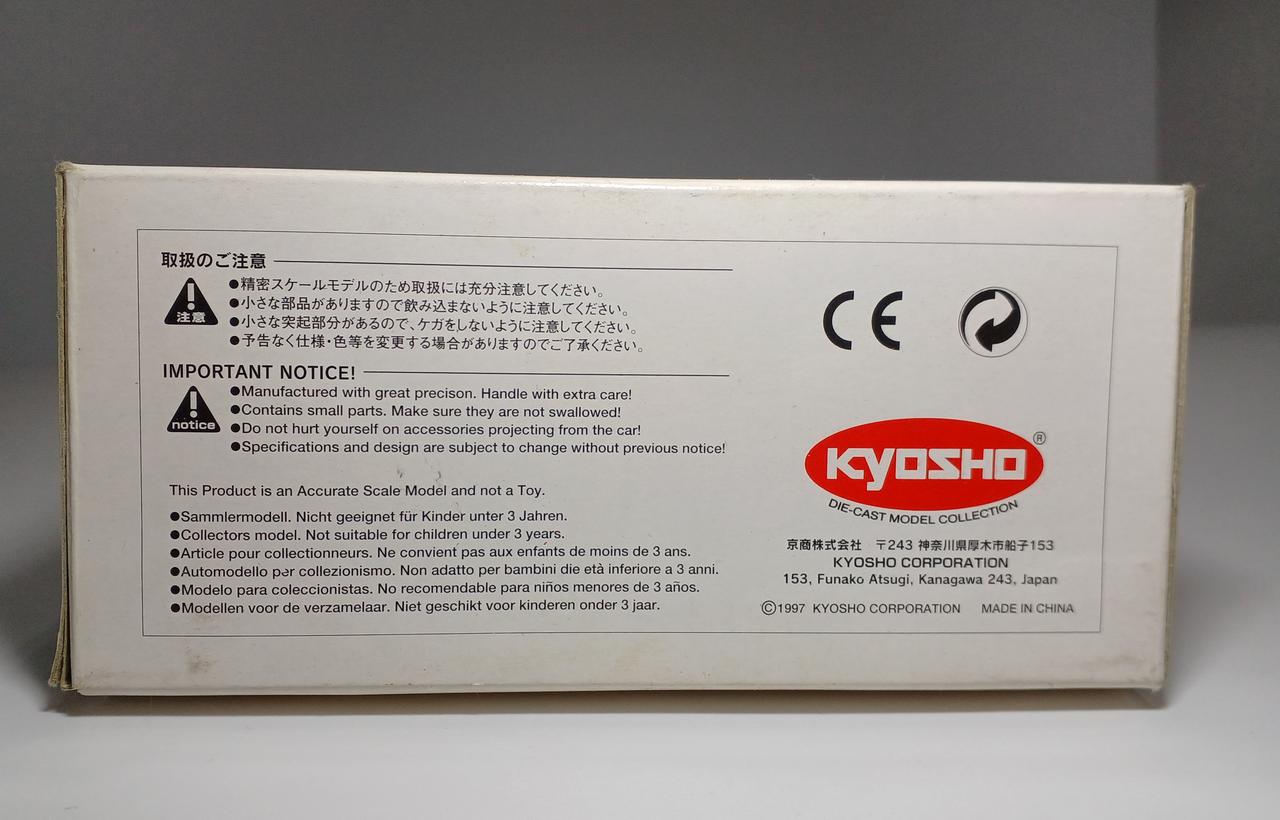 取扱のご注意
注意
●精密スケールモデルのため取扱には充分注意してください。
●小さな部品がありますので飲み込まないように注意してください。
●小さな突起部分があるので、ケガをしないように注意してください。
●予告なく仕様・色等を変更する場合がありますのでご了承ください。
IMPORTANT NOTICE!
notice
●Manufactured with great precison. Handle with extra care!
●Contains small parts. Make sure they are not swallowed!
●Do not hurt yourself on accessories projecting from the car!
●Specifications and design are subject to change without previous notice!
This Product is an Accurate Scale Model and not a Toy.
●Sammlermodell. Nicht geeignet für Kinder unter 3 Jahren.
●Collectors model. Not suitable for children under 3 years.
●Article pour collectionneurs. Ne convient pas aux enfants de moins de 3 ans.
●Automodello per collezionismo. Non adatto per bambini die età inferiore a 3 anni.
●Modelo para coleccionistas. No recomendable para niños menores de 3 años.
●Modellen voor de verzamelaar. Niet geschikt voor kinderen onder 3 jaar.
CE
KYOSHO®
DIE-CAST MODEL COLLECTION
京商株式会社 〒243 神奈川県厚木市船子153
KYOSHO CORPORATION
153, Funako Atsugi, Kanagawa 243, Japan
©1997 KYOSHO CORPORATION MADE IN CHINA